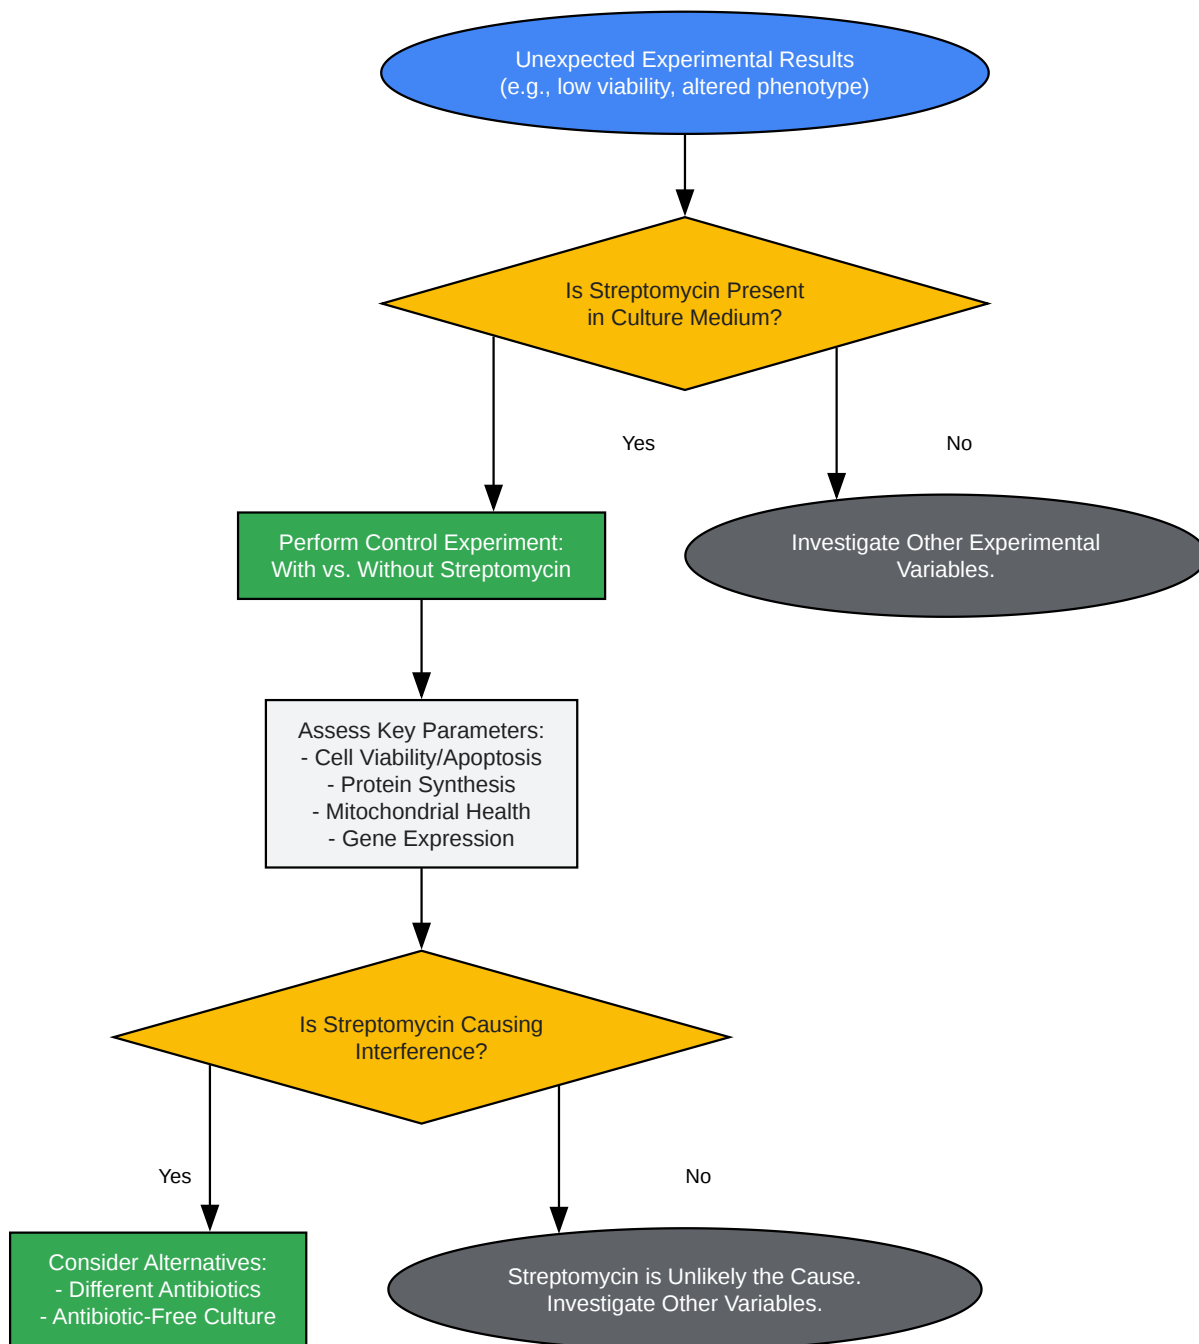 Unexpected Experimental Results
(e.g., low viability, altered phenotype)
Is Streptomycin Present
in Culture Medium?
Yes
No
Perform Control Experiment:
With vs. Without Streptomycin
Investigate Other Experimental
Variables.
Assess Key Parameters:
- Cell Viability/Apoptosis
- Protein Synthesis
- Mitochondrial Health
- Gene Expression
Is Streptomycin Causing
Interference?
Yes
No
Consider Alternatives:
- Different Antibiotics
- Antibiotic-Free Culture
Streptomycin is Unlikely the Cause.
Investigate Other Variables.